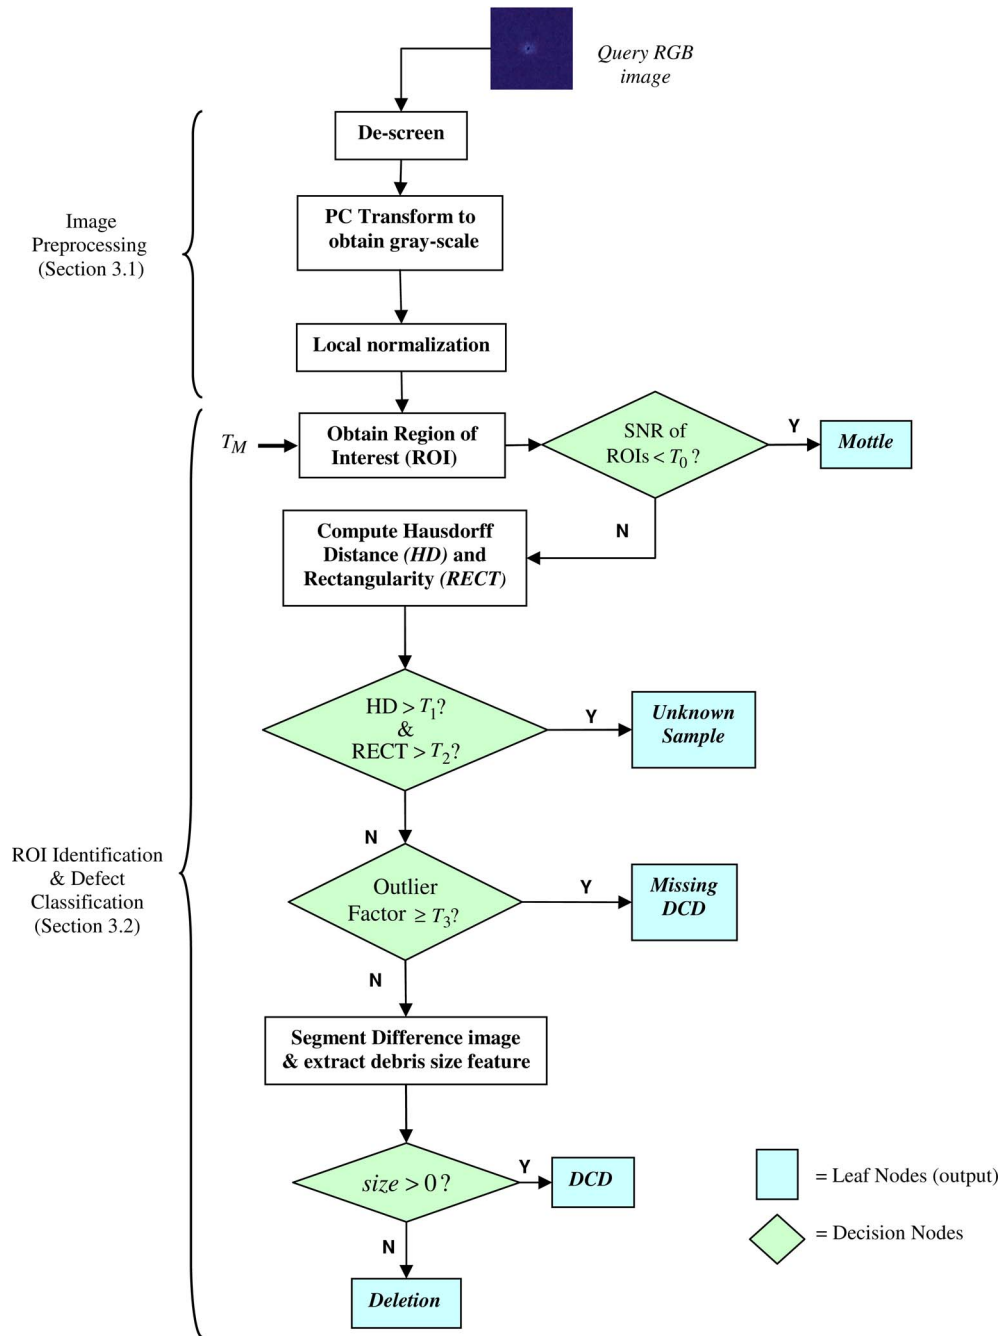 Query RGB
image
De-screen
PC Transform to
obtain gray-scale
Image
Preprocessing
(Section 3.1)
Local normalization
T_M
Obtain Region of
Interest (ROI)
SNR of
ROIs < T_0 ?
Y
Mottle
N
Compute Hausdorff
Distance (HD) and
Rectangularity (RECT)
HD > T_1?
&
RECT > T_2?
Y
Unknown
Sample
N
ROI Identification
& Defect
Classification
(Section 3.2)
Outlier
Factor ≥ T_3?
Y
Missing
DCD
N
Segment Difference image
& extract debris size feature
size > 0 ?
Y
DCD
N
Deletion
= Leaf Nodes (output)
= Decision Nodes